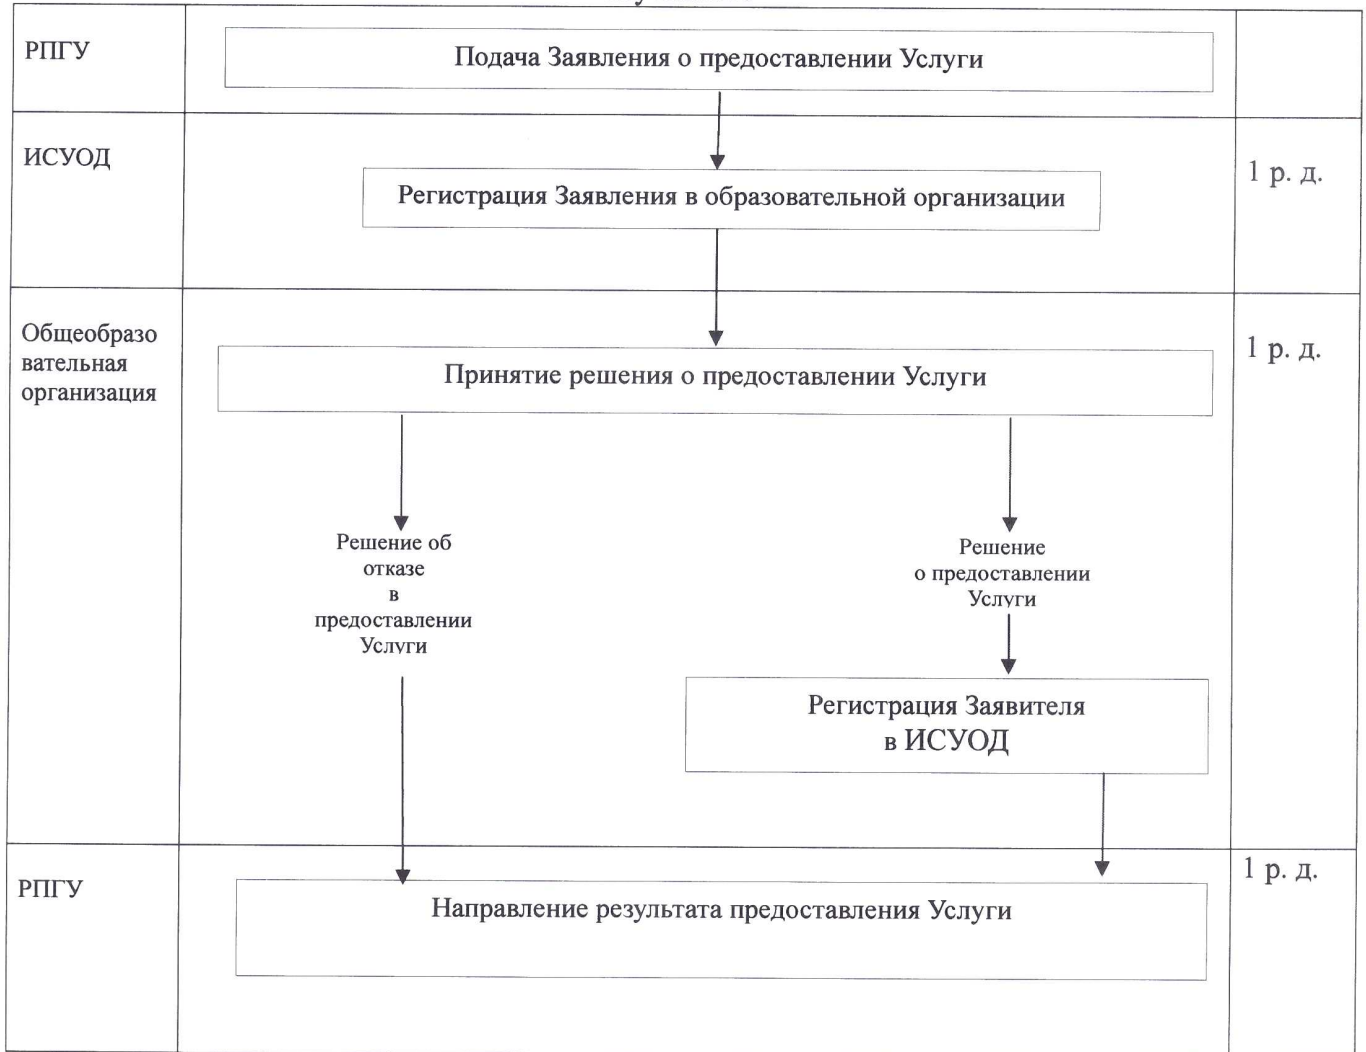 РПГУ
Подача Заявления о предоставлении Услуги
ИСУОД
Регистрация Заявления в образовательной организации
1 р. д.
Общеобразо
вательная
организация
Принятие решения о предоставлении Услуги
1 р. д.
Решение об
отказе
в
предоставлении
Услуги
Решение
о предоставлении
Услуги
Регистрация Заявителя
в ИСУОД
РПГУ
Направление результата предоставления Услуги
1 р. д.